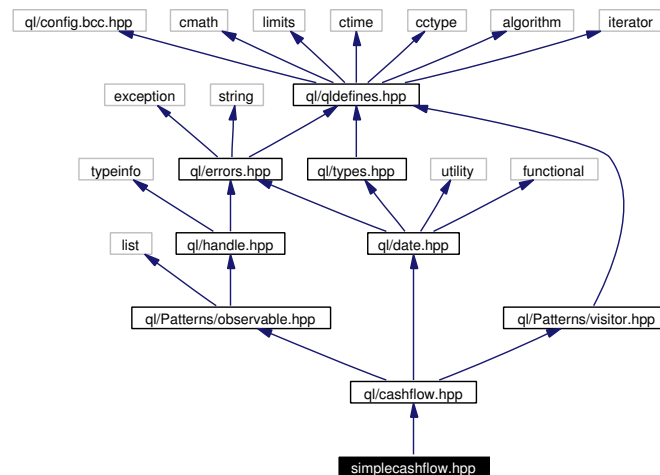 ql/config.bcc.hpp
cmath
limits
ctime
cctype
algorithm
iterator
exception
string
ql/qldefines.hpp
typeinfo
ql/errors.hpp
ql/types.hpp
utility
functional
list
ql/handle.hpp
ql/date.hpp
ql/Patterns/observable.hpp
ql/Patterns/visitor.hpp
ql/cashflow.hpp
simplecashflow.hpp